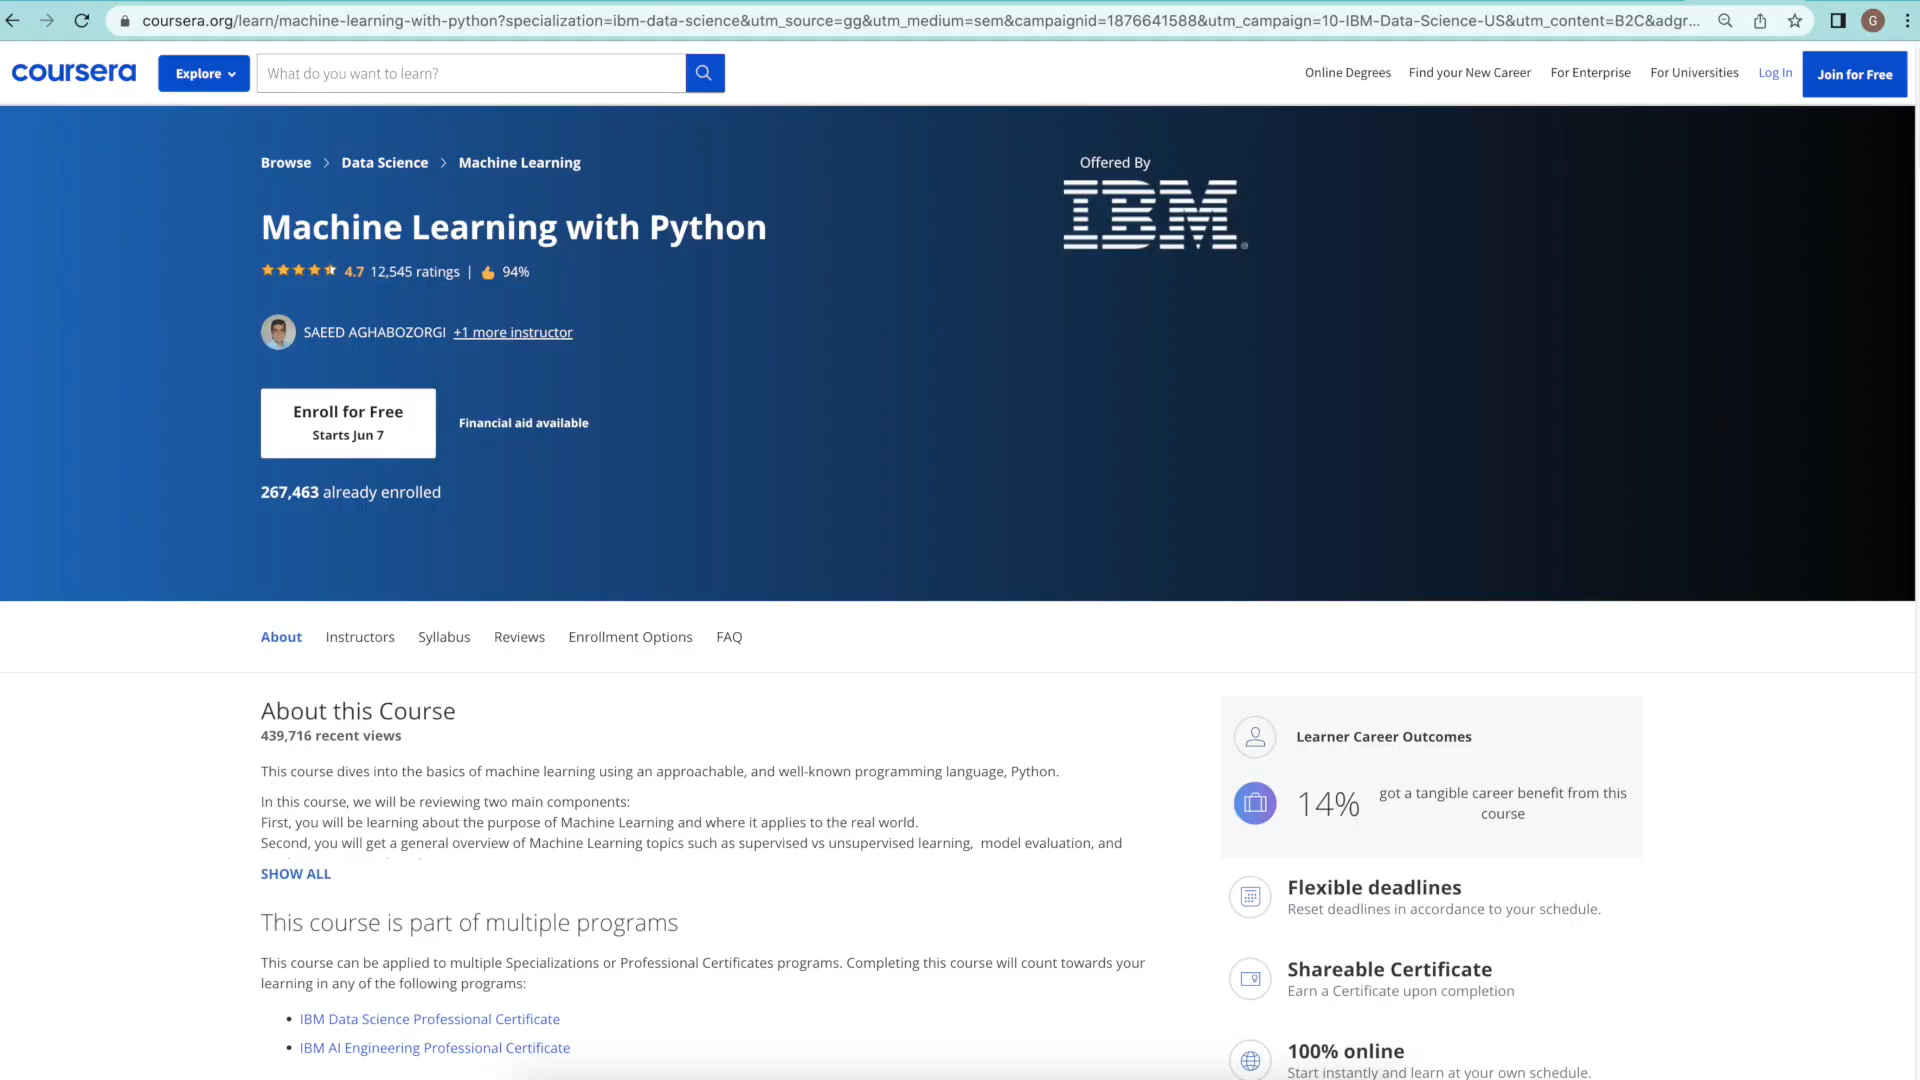 coursera.org/learn/machine-learning-with-python?specialization=ibm-data-science&utm_source=gg&utm_medium=sem&campaignid=1876641588&utm_campaign=10-IBM-Data-Science-US&utm_content=B2C&adgr...
G
coursera
Explore
What do you want to learn?
Online Degrees
Find your New Career
For Enterprise
For Universities
Log In
Join for Free
Browse > Data Science > Machine Learning
Offered By
IBM®
Machine Learning with Python
4.7 12,545 ratings | 94%
SAEED AGHABOZORGI +1 more instructor
Enroll for Free
Starts Jun 7
Financial aid available
267,463 already enrolled
About
Instructors
Syllabus
Reviews
Enrollment Options
FAQ
About this Course
439,716 recent views
This course dives into the basics of machine learning using an approachable, and well-known programming language, Python.
In this course, we will be reviewing two main components:
First, you will be learning about the purpose of Machine Learning and where it applies to the real world.
Second, you will get a general overview of Machine Learning topics such as supervised vs unsupervised learning, model evaluation, and
SHOW ALL
This course is part of multiple programs
This course can be applied to multiple Specializations or Professional Certificates programs. Completing this course will count towards your
learning in any of the following programs:
• IBM Data Science Professional Certificate
• IBM AI Engineering Professional Certificate
Learner Career Outcomes
14%
got a tangible career benefit from this
course
Flexible deadlines
Reset deadlines in accordance to your schedule.
Shareable Certificate
Earn a Certificate upon completion
100% online
Start instantly and learn at your own schedule.